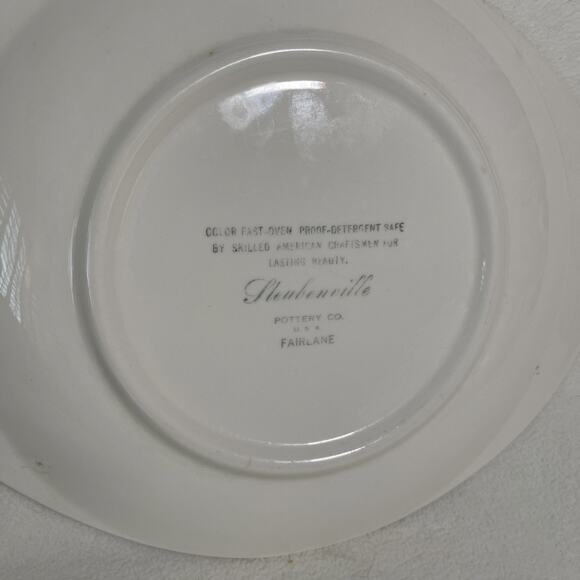 COLOR FAST-OVEN PROOF-DETERGENT SAFE
BY SKILLED AMERICAN CRAFTSMEN FOR
LASTING BEAUTY.
Steubenville
POTTERY CO.
U.S.A.
FAIRLANE